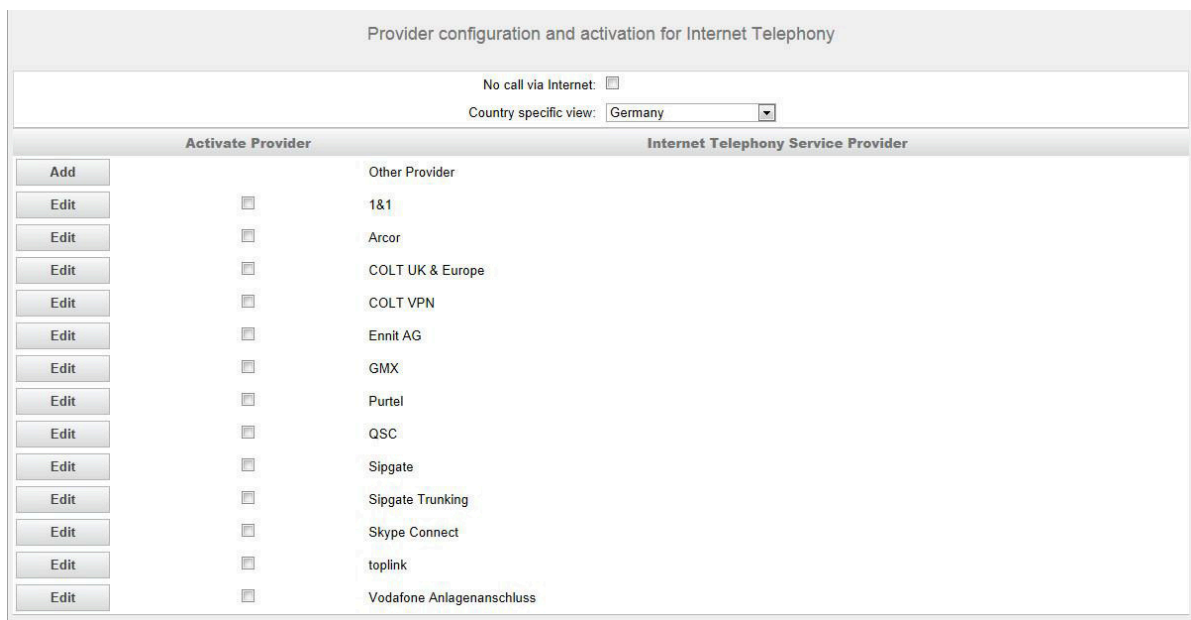 Provider configuration and activation for Internet Telephony
No call via Internet:
Country specific view: Germany
Activate Provider Internet Telephony Service Provider
Add Other Provider
Edit 1&1
Edit Arcor
Edit COLT UK & Europe
Edit COLT VPN
Edit Ennit AG
Edit GMX
Edit Purtel
Edit QSC
Edit Sipgate
Edit Sipgate Trunking
Edit Skype Connect
Edit toplink
Edit Vodafone Anlagenanschluss